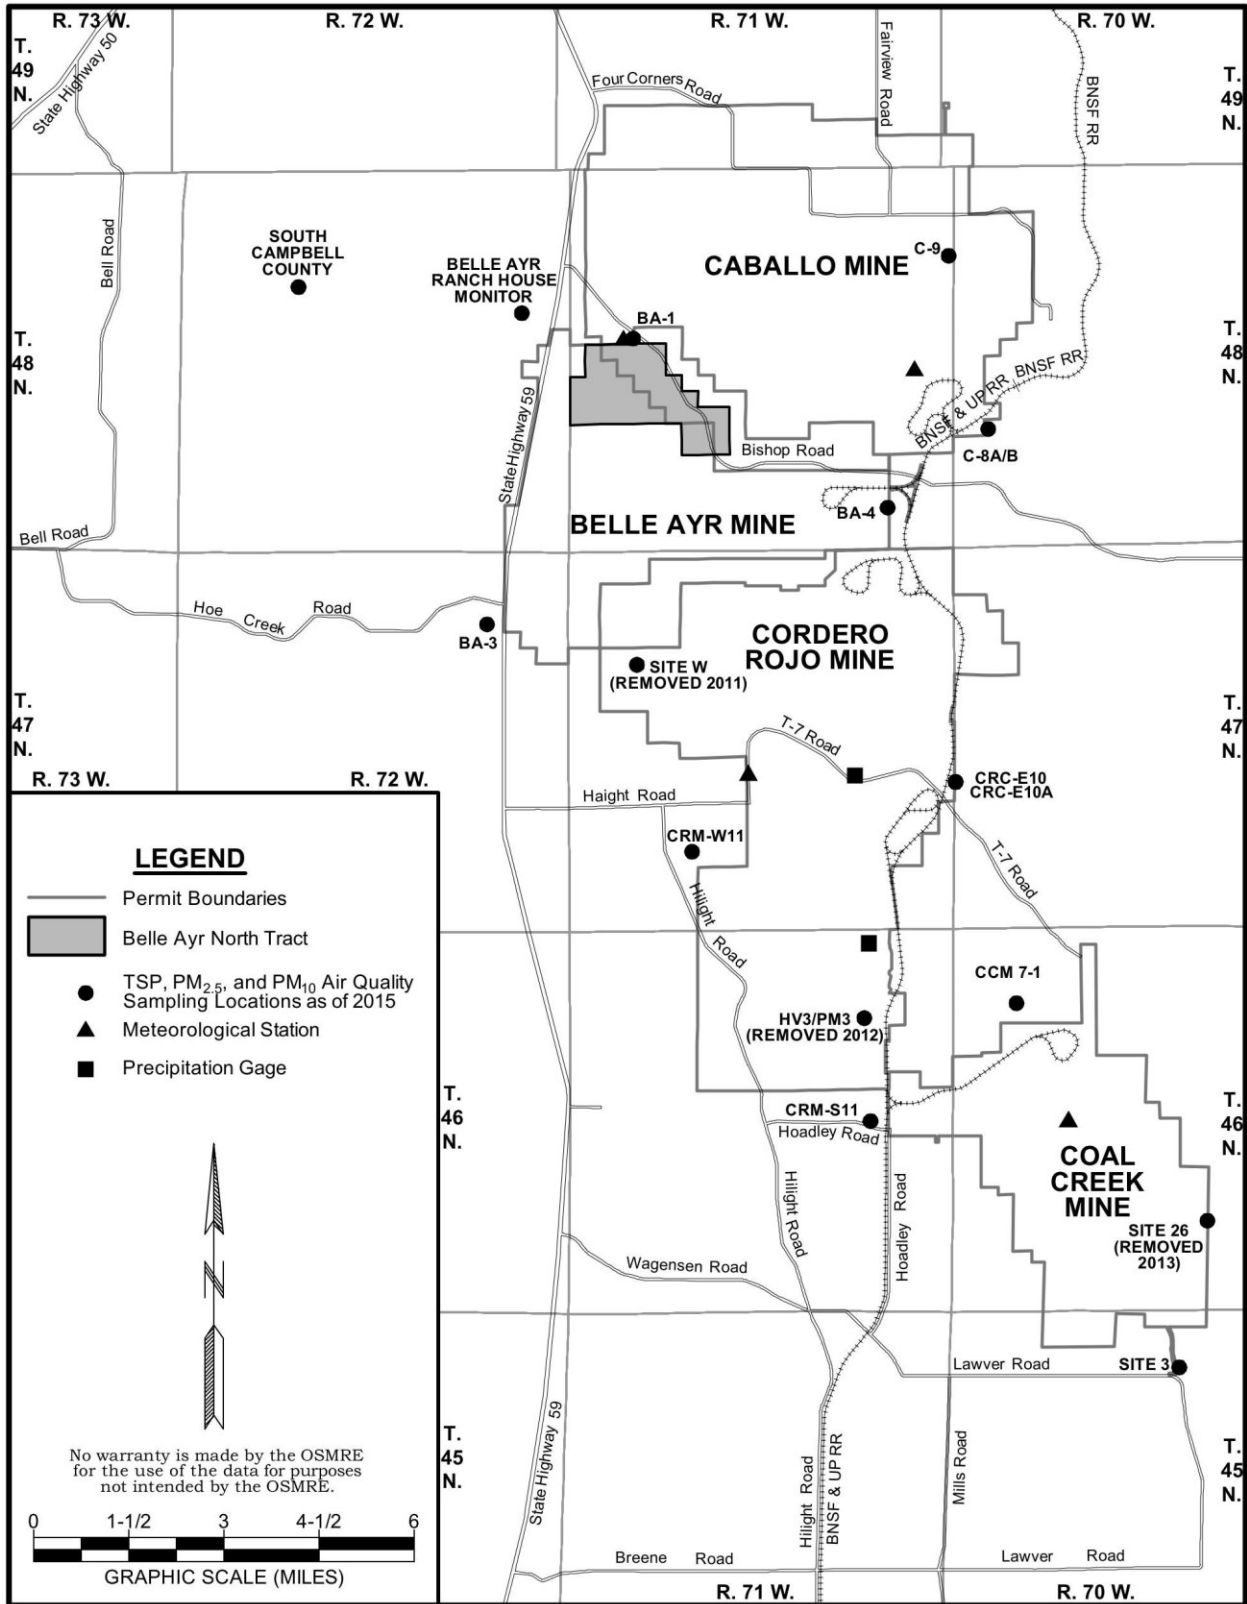 R. 73 W.
R. 72 W.
R. 71 W.
R. 70 W.
T.
49
N.
State Highway 50
Four Corners Road
Fairview Road
BNSF RR
T.
49
N.
Bell Road
SOUTH
CAMPBELL
COUNTY
BELLE AYR
RANCH HOUSE
MONITOR
C-9
CABALLO MINE
BA-1
T.
48
N.
T.
48
N.
BNSF RR
BNSF & UP RR
State Highway 59
C-8A/B
Bishop Road
BA-4
BELLE AYR MINE
Bell Road
Hoe Creek Road
BA-3
CORDERO
ROJO MINE
SITE W
(REMOVED 2011)
T.
47
N.
T.
47
N.
T-7 Road
R. 73 W.
R. 72 W.
CRC-E10
CRC-E10A
Haight Road
CRM-W11
T-7 Road
Hilight Road
CCM 7-1
HV3/PM3
(REMOVED 2012)
T.
46
N.
T.
46
N.
CRM-S11
Hoadley Road
COAL
CREEK
MINE
Hilight Road
Hoadley Road
SITE 26
(REMOVED
2013)
Wagensen Road
Lawver Road
SITE 3
State Highway 59
T.
45
N.
T.
45
N.
Hilight Road
BNSF & UP RR
Mills Road
Breene Road
Lawver Road
R. 71 W.
R. 70 W.
LEGEND
Permit Boundaries
Belle Ayr North Tract
TSP, PM2.5, and PM10 Air Quality
Sampling Locations as of 2015
Meteorological Station
Precipitation Gage
N
No warranty is made by the OSMRE
for the use of the data for purposes
not intended by the OSMRE.
0 1-1/2 3 4-1/2 6
GRAPHIC SCALE (MILES)